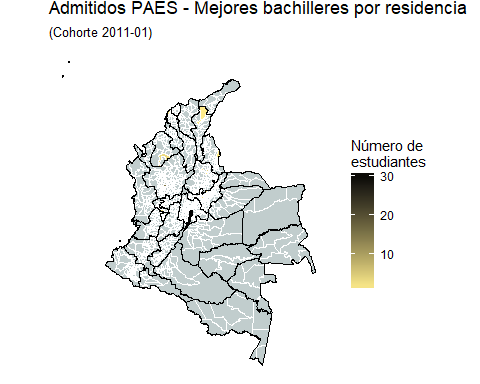 Admitidos PAES - Mejores bachilleres por residencia
(Cohorte 2011-01)
Número de
estudiantes
30
20
10